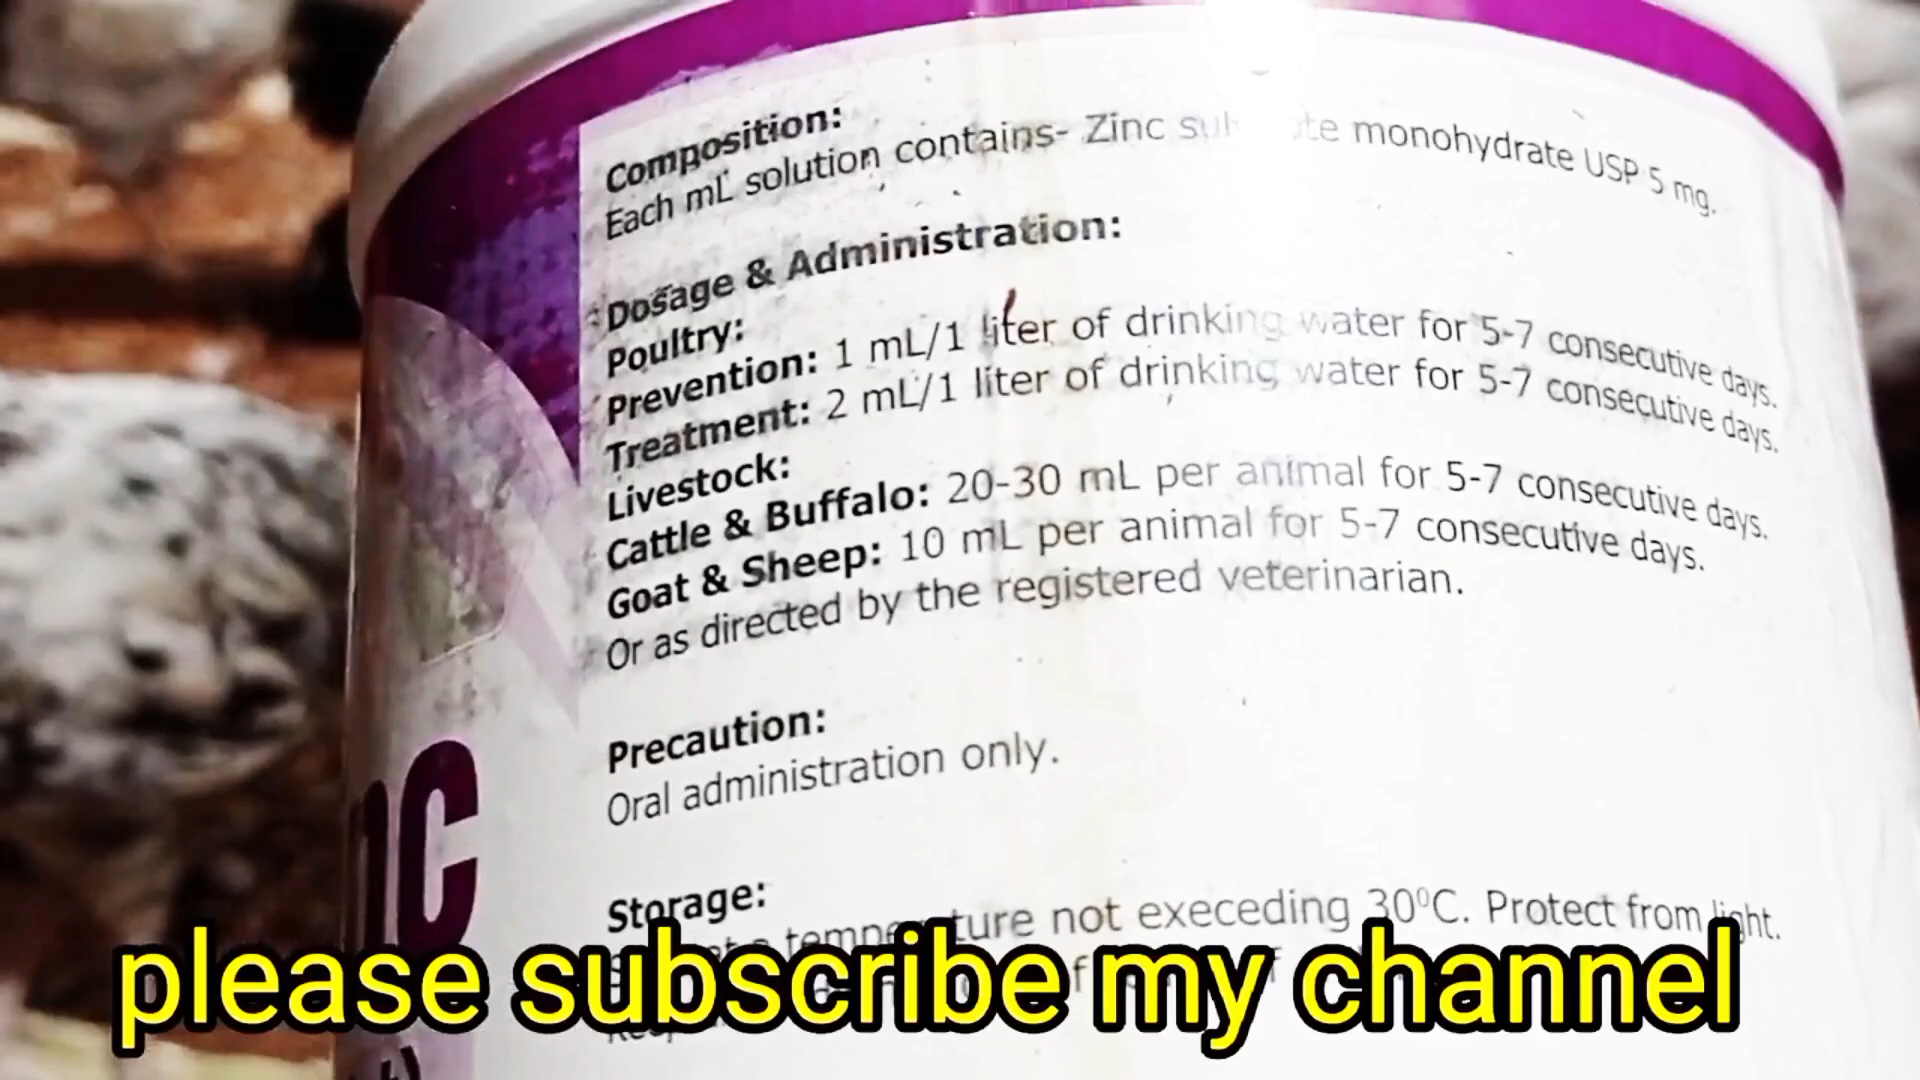 Composition:
Each mL solution contains- Zinc monohydrate USP 5 mg.
Dosage & Administration:
Poultry:
Prevention: 1 mL/1 liter of drinking water for 5-7 consecutive days.
Treatment: 2 mL/1 liter of drinking water for 5-7 consecutive days.
Livestock:
Cattle & Buffalo: 20-30 mL per animal for 5-7 consecutive days.
Goat & Sheep: 10 mL per animal for 5-7 consecutive days.
Or as directed by the registered veterinarian.
Precaution:
Oral administration only.
Storage:
temperature not execeding 30°C. Protect from light.
nc
please subscribe my channel